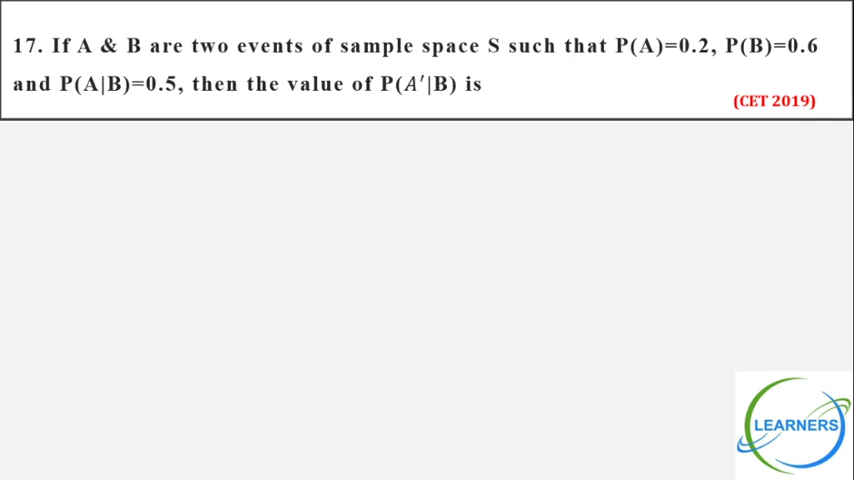 17. If A & B are two events of sample space S such that P(A)=0.2, P(B)=0.6
and P(A|B)=0.5, then the value of P(A′|B) is
(CET 2019)
LEARNERS